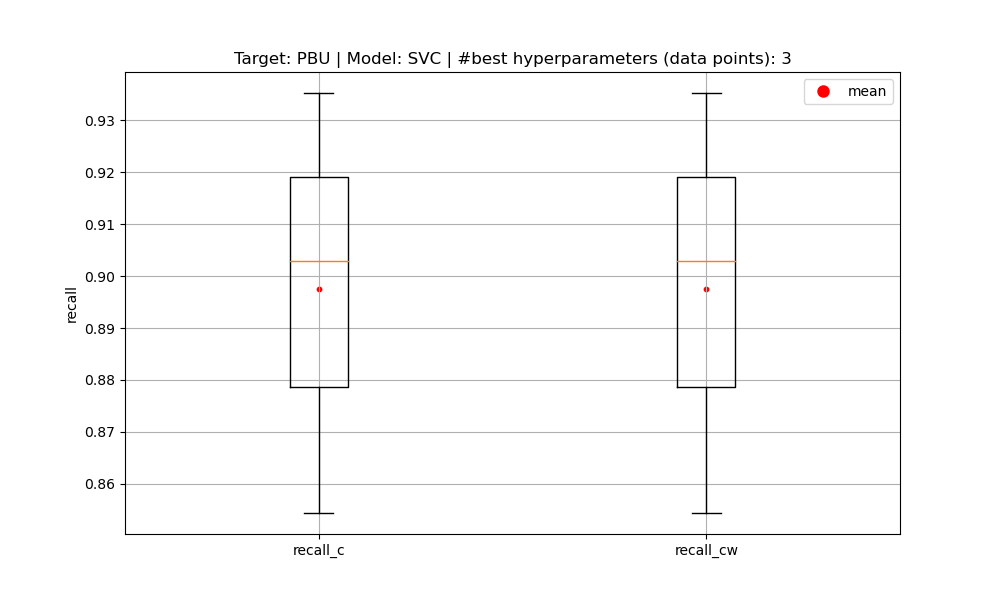 Target: PBU | Model: SVC | #best hyperparameters (data points): 3
mean
0.93
0.92
0.91
0.90
0.89
0.88
0.87
0.86
recall
recall_c
recall_cw